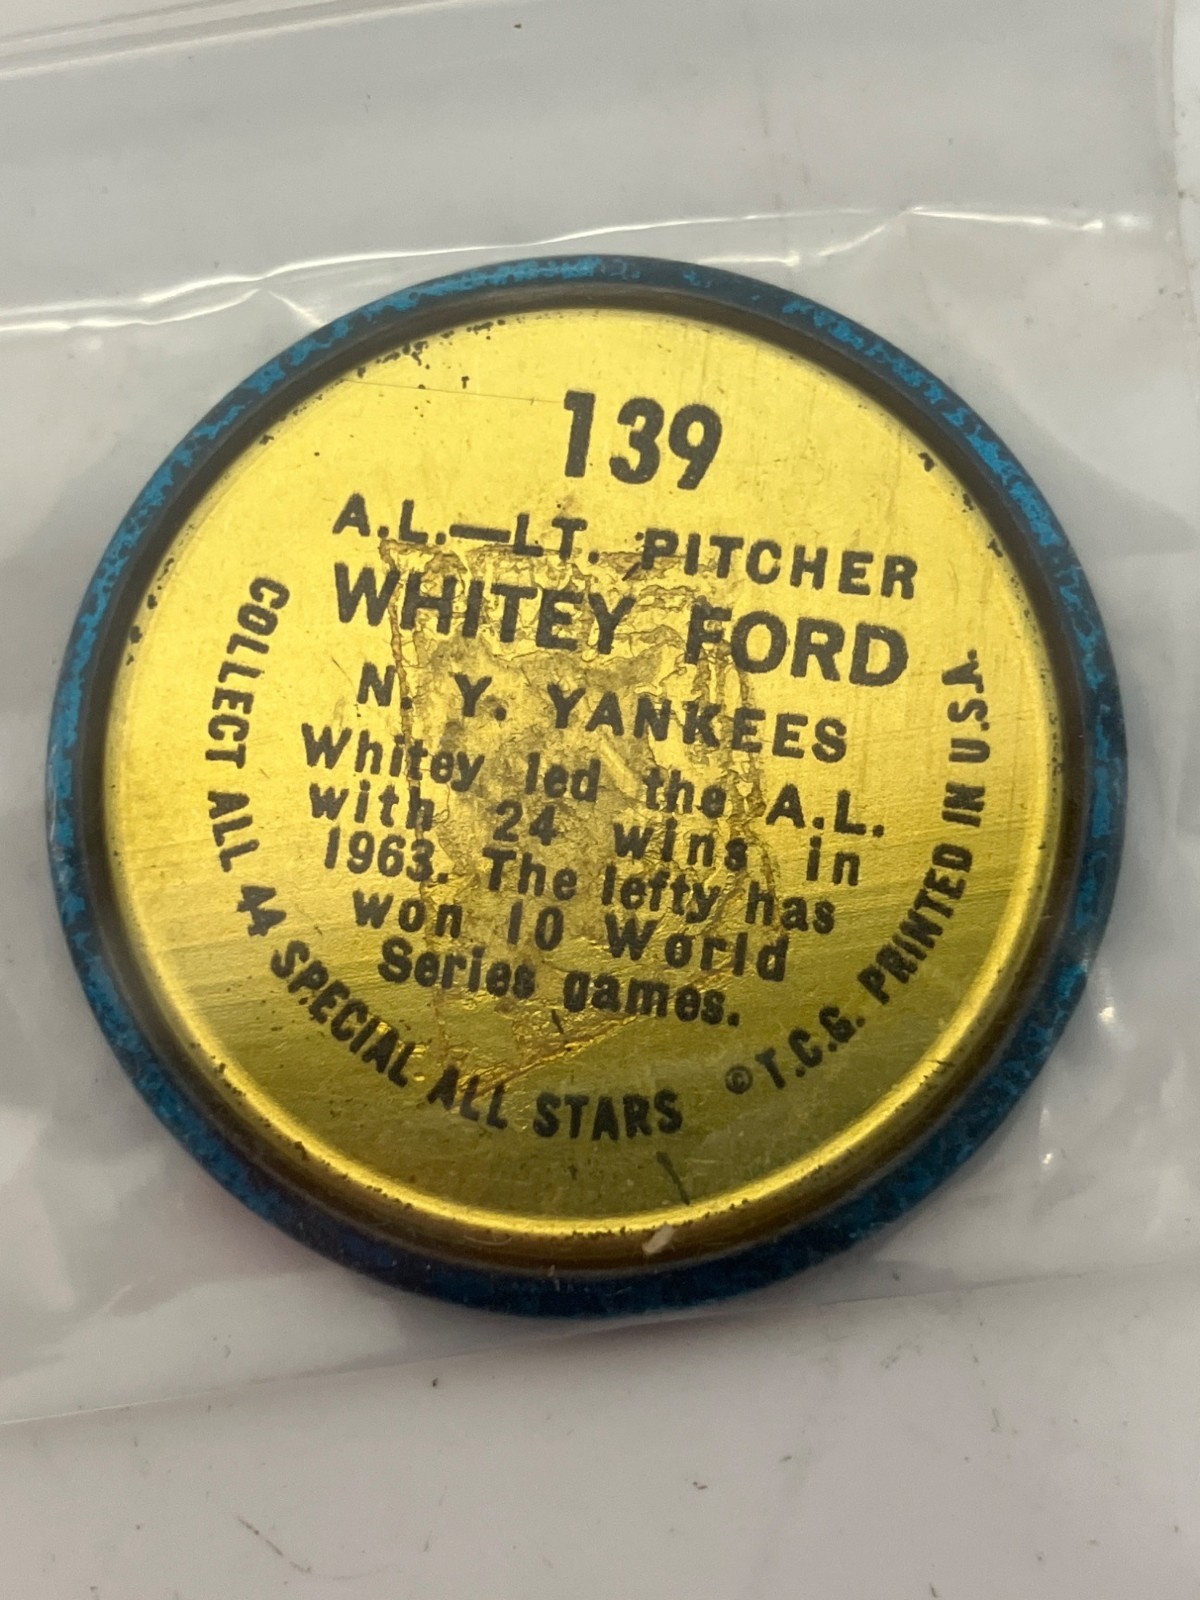 139
A.L.—LT. PITCHER
WHITEY FORD
N. Y. YANKEES
Whitey led the A.L.
with 24 wins in
1963. The lefty has
won 10 World
Series games.
COLLECT ALL 44 SPECIAL ALL STARS
© T.C.G. PRINTED IN U.S.A.